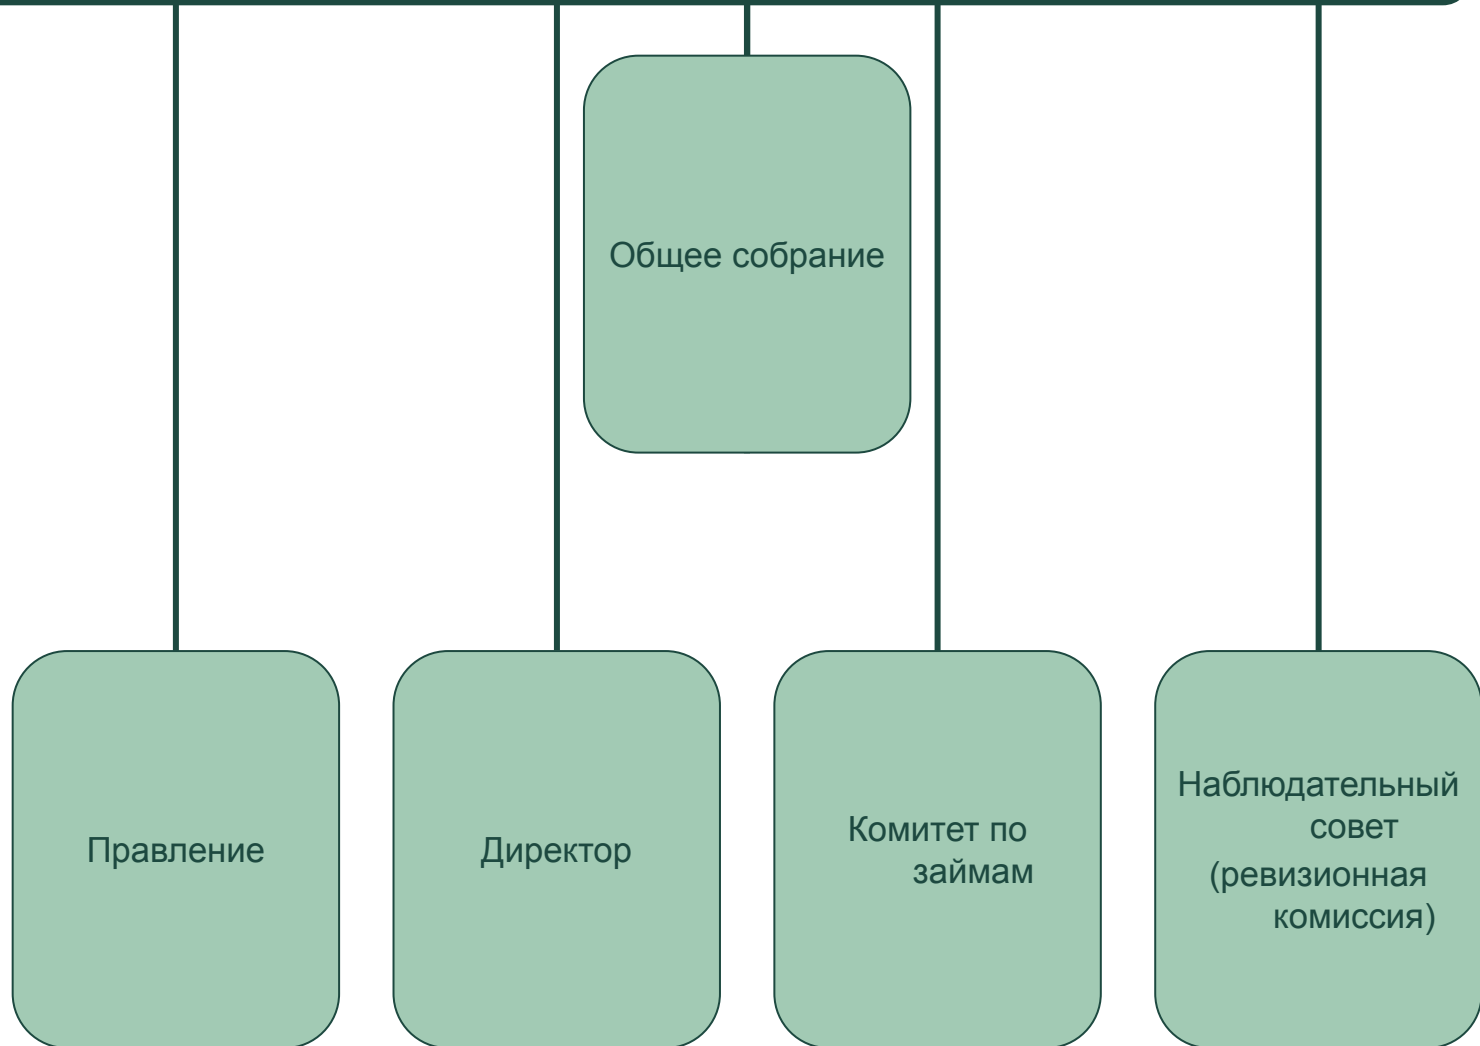 Общее собрание
Правление
Директор
Комитет по
займам
Наблюдательный
совет
(ревизионная
комиссия)